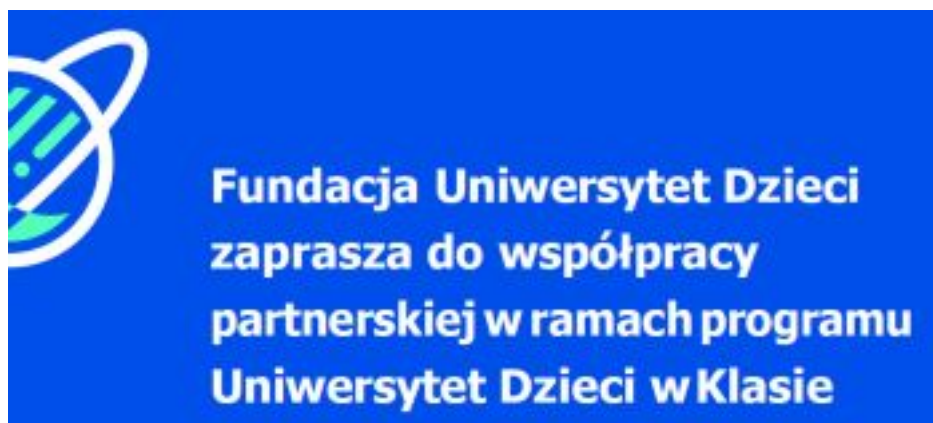 Fundacja Uniwersytet Dzieci
zaprasza do współpracy
partnerskiej w ramach programu
Uniwersytet Dzieci w Klasie